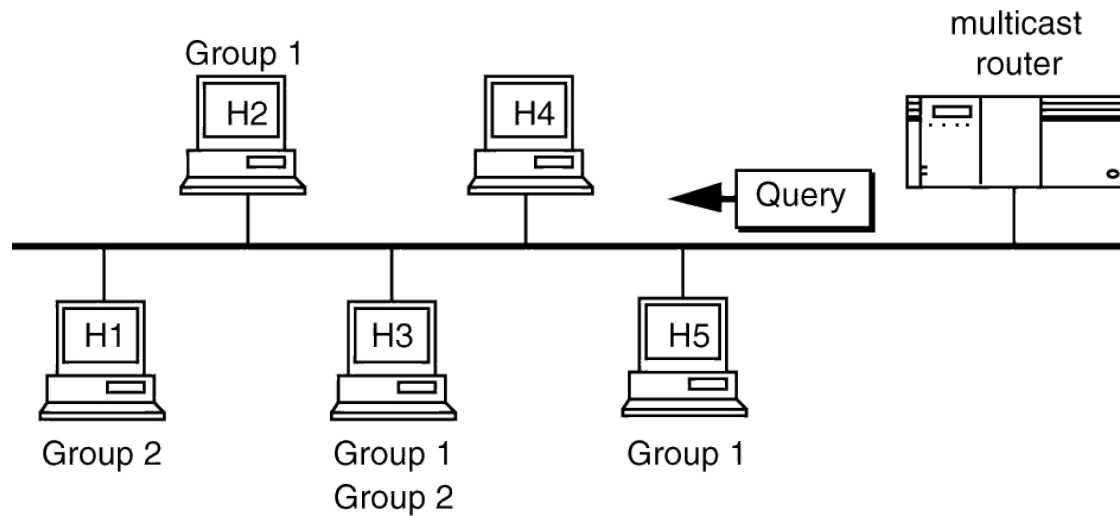 multicast
router
Group 1
H2
H4
Query
H1
H3
H5
Group 2
Group 1
Group 2
Group 1